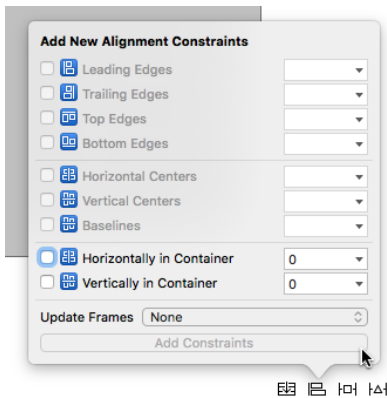 Add New Alignment Constraints
Leading Edges
Trailing Edges
Top Edges
Bottom Edges
Horizontal Centers
Vertical Centers
Baselines
Horizontally in Container 0
Vertically in Container 0
Update Frames None
Add Constraints